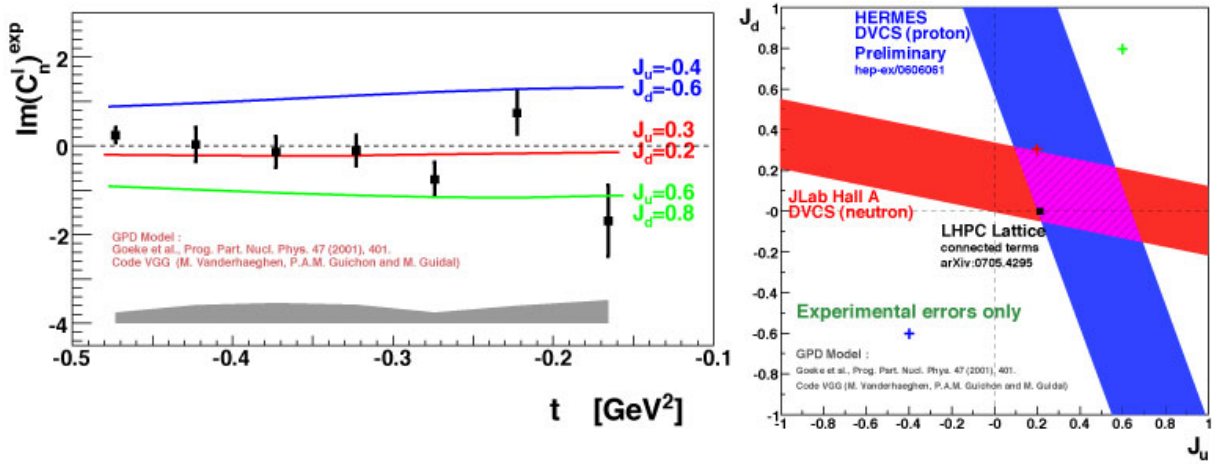 Im(C_n^I)^exp
2
0
-2
-4
J_u=-0.4
J_d=-0.6
J_u=0.3
J_d=0.2
J_u=0.6
J_d=0.8
GPD Model :
Goeke et al., Prog. Part. Nucl. Phys. 47 (2001), 401.
Code VGG (M. Vanderhaeghen, P.A.M. Guichon and M. Guidal)
-0.5 -0.4 -0.3 -0.2 -0.1
t [GeV²]
J_d
1
0.8
0.6
0.4
0.2
-0
-0.2
-0.4
-0.6
-0.8
-1
HERMES
DVCS (proton)
Preliminary
hep-ex/0606061
JLab Hall A
DVCS (neutron)
LHPC Lattice
connected terms
arXiv:0705.4295
Experimental errors only
GPD Model :
Goeke et al., Prog. Part. Nucl. Phys. 47 (2001), 401.
Code VGG (M. Vanderhaeghen, P.A.M. Guichon and M. Guidal)
-1 -0.8 -0.6 -0.4 -0.2 -0 0.2 0.4 0.6 0.8 1
J_u